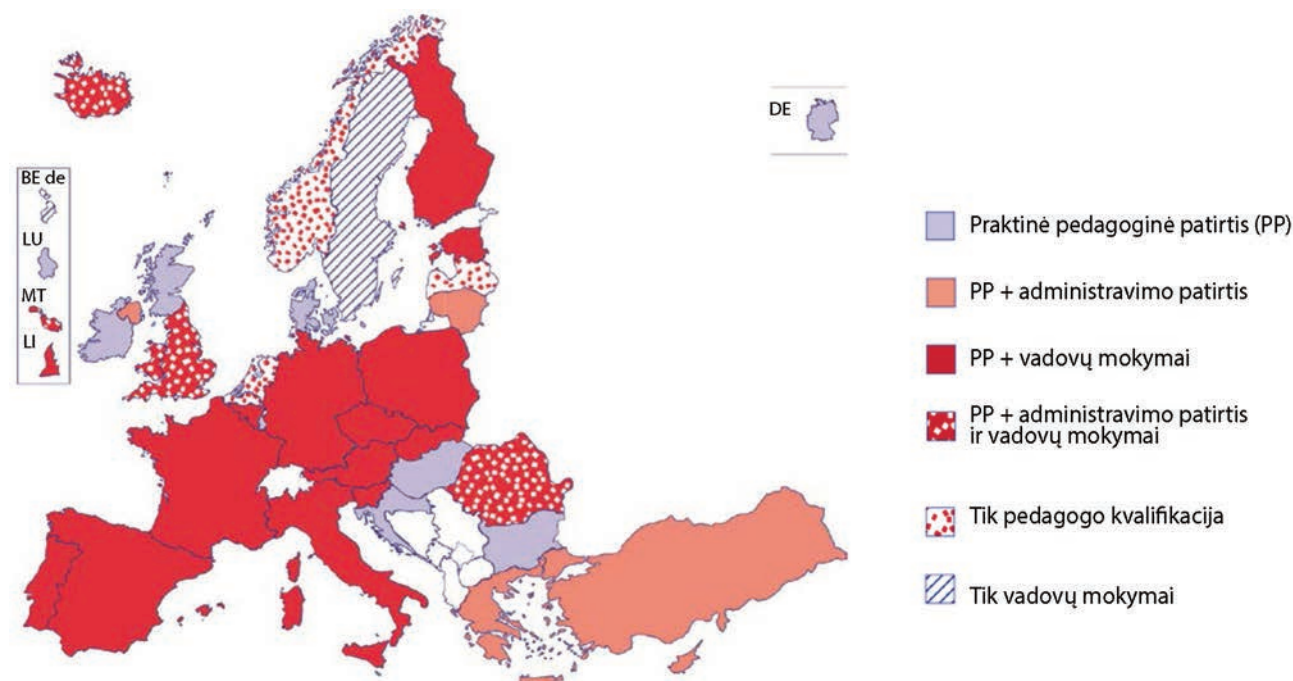 DE
BE de
LU
MT
LI
Praktinė pedagoginė patirtis (PP)
PP + administravimo patirtis
PP + vadovų mokymai
PP + administravimo patirtis
ir vadovų mokymai
Tik pedagogo kvalifikacija
Tik vadovų mokymai